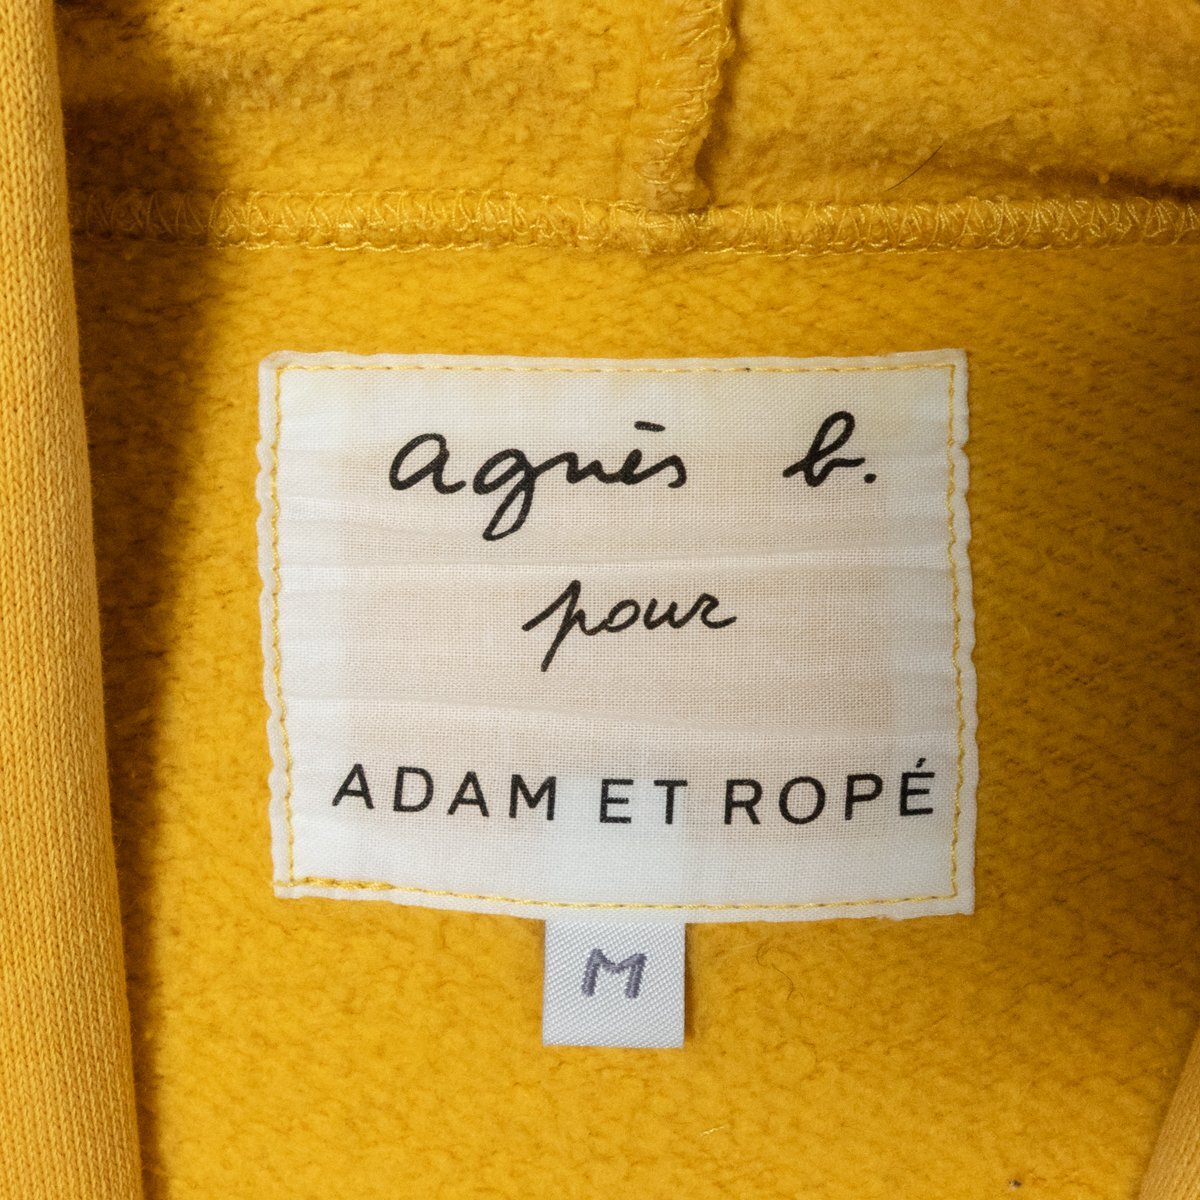 agnès b.
pour
ADAM ET ROPÉ
M